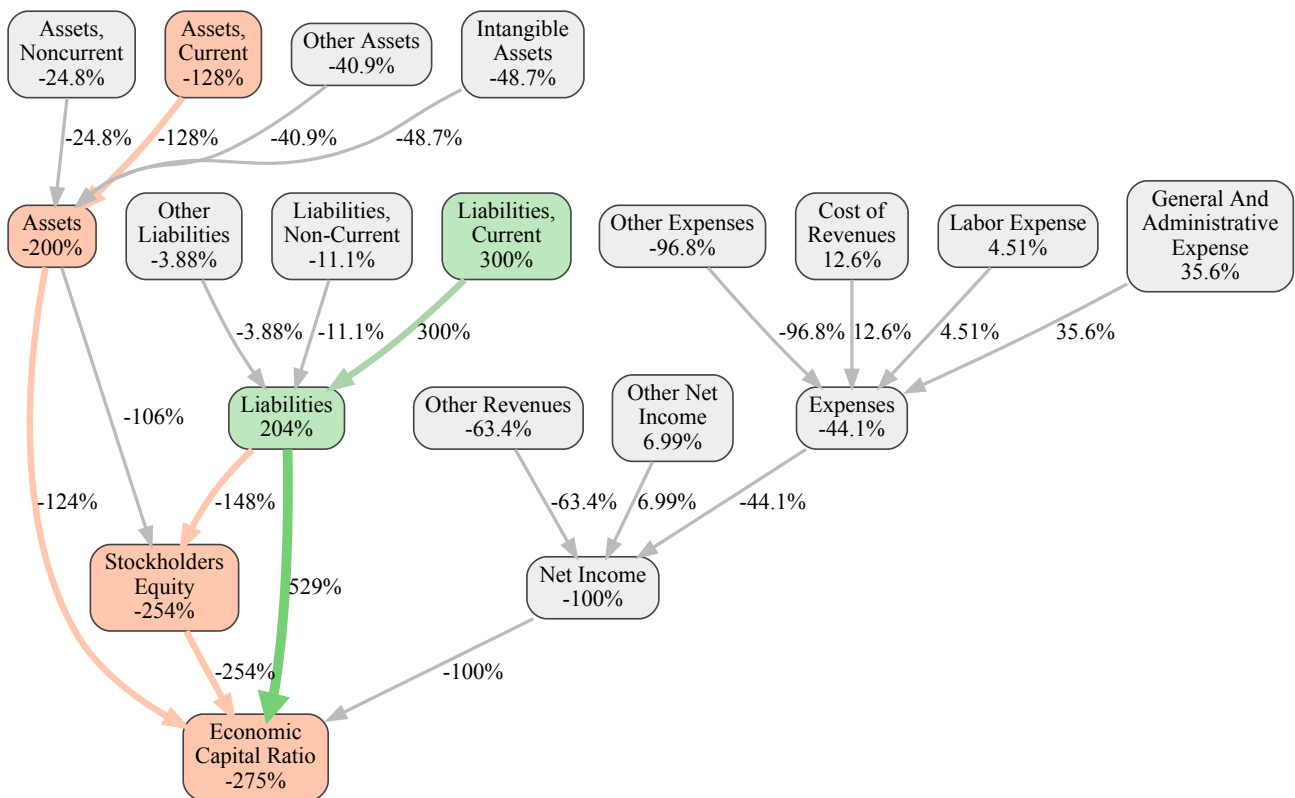 Assets,
Noncurrent
-24.8%
Assets,
Current
-128%
Other Assets
-40.9%
Intangible
Assets
-48.7%
-24.8%
-128%
-40.9%
-48.7%
Assets
-200%
Other
Liabilities
-3.88%
Liabilities,
Non-Current
-11.1%
Liabilities,
Current
300%
Other Expenses
-96.8%
Cost of
Revenues
12.6%
Labor Expense
4.51%
General And
Administrative
Expense
35.6%
-3.88%
-11.1%
300%
-96.8%
12.6%
4.51%
35.6%
-106%
Liabilities
204%
Other Revenues
-63.4%
Other Net
Income
6.99%
Expenses
-44.1%
-124%
-148%
-63.4%
6.99%
-44.1%
Stockholders
Equity
-254%
529%
Net Income
-100%
-254%
-100%
Economic
Capital Ratio
-275%